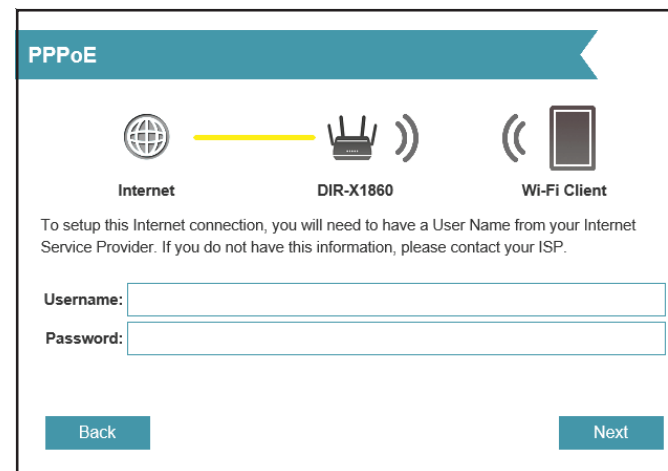 PPPoE
Internet DIR-X1860 Wi-Fi Client
To setup this Internet connection, you will need to have a User Name from your Internet
Service Provider. If you do not have this information, please contact your ISP.
Username:
Password:
Back Next